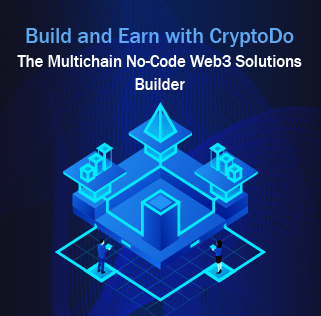 Build and Earn with CryptoDo
The Multichain No-Code Web3 Solutions
Builder